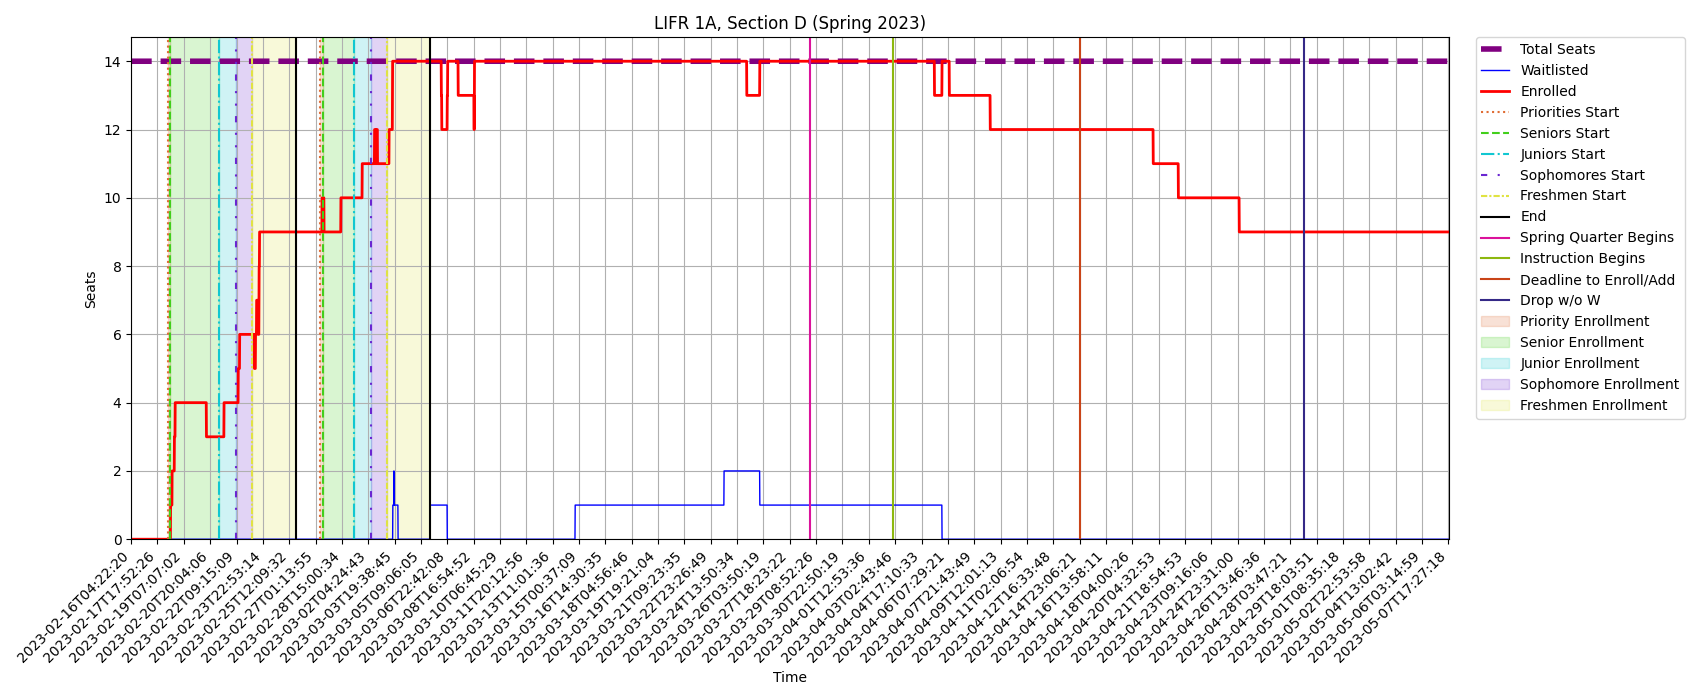 LIFR 1A, Section D (Spring 2023)
Seats
14
12
10
8
6
4
2
0
2023-02-16T04:22:20
2023-02-17T17:52:26
2023-02-19T07:07:02
2023-02-20T20:04:06
2023-02-22T09:15:09
2023-02-23T22:53:14
2023-02-25T12:09:32
2023-02-27T01:13:55
2023-02-28T15:00:34
2023-03-02T04:24:43
2023-03-03T19:38:45
2023-03-05T09:06:05
2023-03-06T22:42:08
2023-03-08T16:54:52
2023-03-10T06:45:29
2023-03-11T20:12:56
2023-03-13T11:01:36
2023-03-15T00:37:09
2023-03-16T14:30:35
2023-03-18T04:56:46
2023-03-19T19:21:04
2023-03-21T09:23:35
2023-03-22T23:26:49
2023-03-24T13:50:34
2023-03-26T03:50:19
2023-03-27T18:23:22
2023-03-29T08:52:26
2023-03-30T22:50:19
2023-04-01T12:53:36
2023-04-03T02:43:46
2023-04-04T17:10:33
2023-04-06T07:29:21
2023-04-07T21:43:49
2023-04-09T12:01:13
2023-04-11T02:06:54
2023-04-12T16:33:48
2023-04-14T23:06:21
2023-04-16T13:58:11
2023-04-18T04:00:26
2023-04-20T04:32:53
2023-04-21T18:54:53
2023-04-23T09:16:06
2023-04-24T23:31:00
2023-04-26T13:46:36
2023-04-28T03:47:21
2023-04-29T18:03:51
2023-05-01T08:35:18
2023-05-02T22:53:58
2023-05-04T13:02:42
2023-05-06T03:14:59
2023-05-07T17:27:18
Time
Total Seats
Waitlisted
Enrolled
Priorities Start
Seniors Start
Juniors Start
Sophomores Start
Freshmen Start
End
Spring Quarter Begins
Instruction Begins
Deadline to Enroll/Add
Drop w/o W
Priority Enrollment
Senior Enrollment
Junior Enrollment
Sophomore Enrollment
Freshmen Enrollment